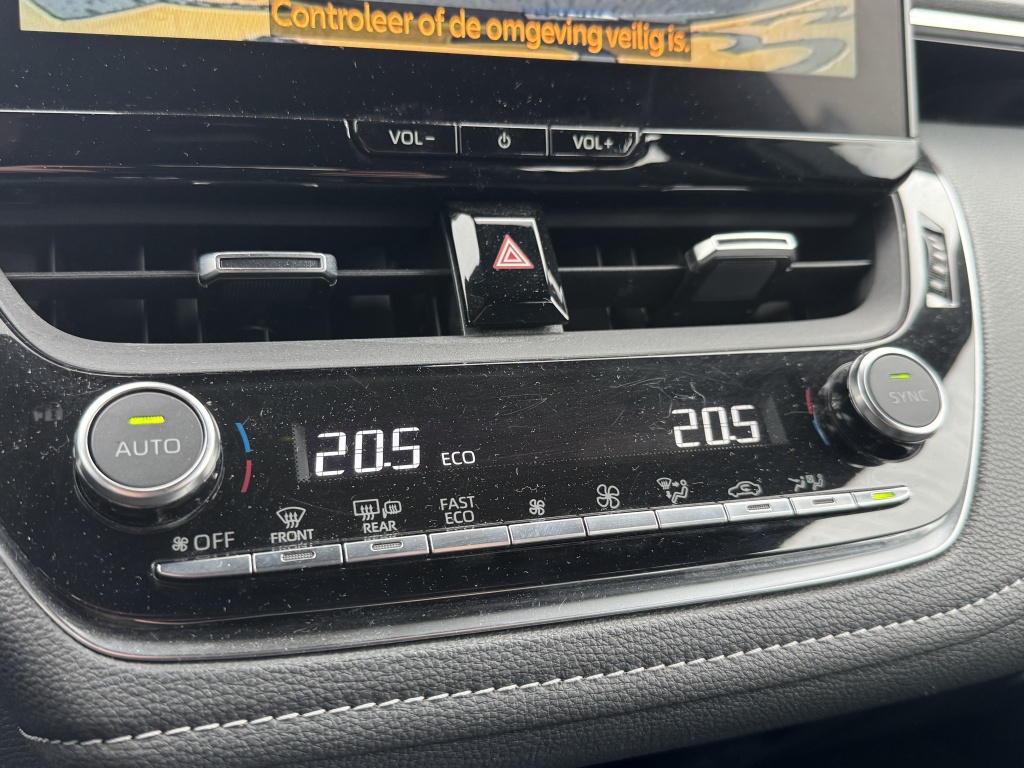 Controleer of de omgeving veilig is.
VOL-
VOL+
AUTO
20.5
ECO
20.5
SYNC
OFF
FRONT
REAR
FAST
ECO